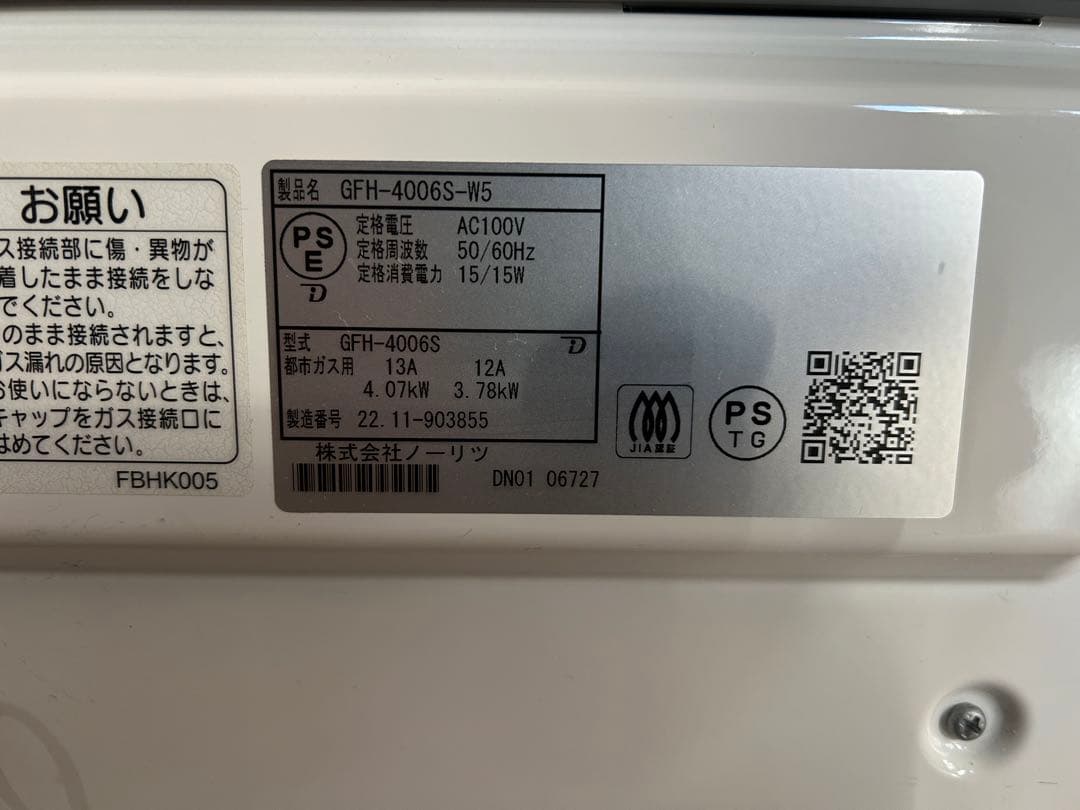 お願い
ス接続部に傷・異物が
着したまま接続をしな
でください。
のまま接続されますと、
ガス漏れの原因となります。
お使いにならないときは、
キャップをガス接続口に
はめてください。
FBHK005
製品名 GFH-4006S-W5
PS
E
定格電圧 AC100V
定格周波数 50/60Hz
定格消費電力 15/15W
型式 GFH-4006S
都市ガス用 13A 12A
4.07kW 3.78kW
製造番号 22.11-903855
株式会社ノーリツ
DN01 06727
JIA認証
PS
TG